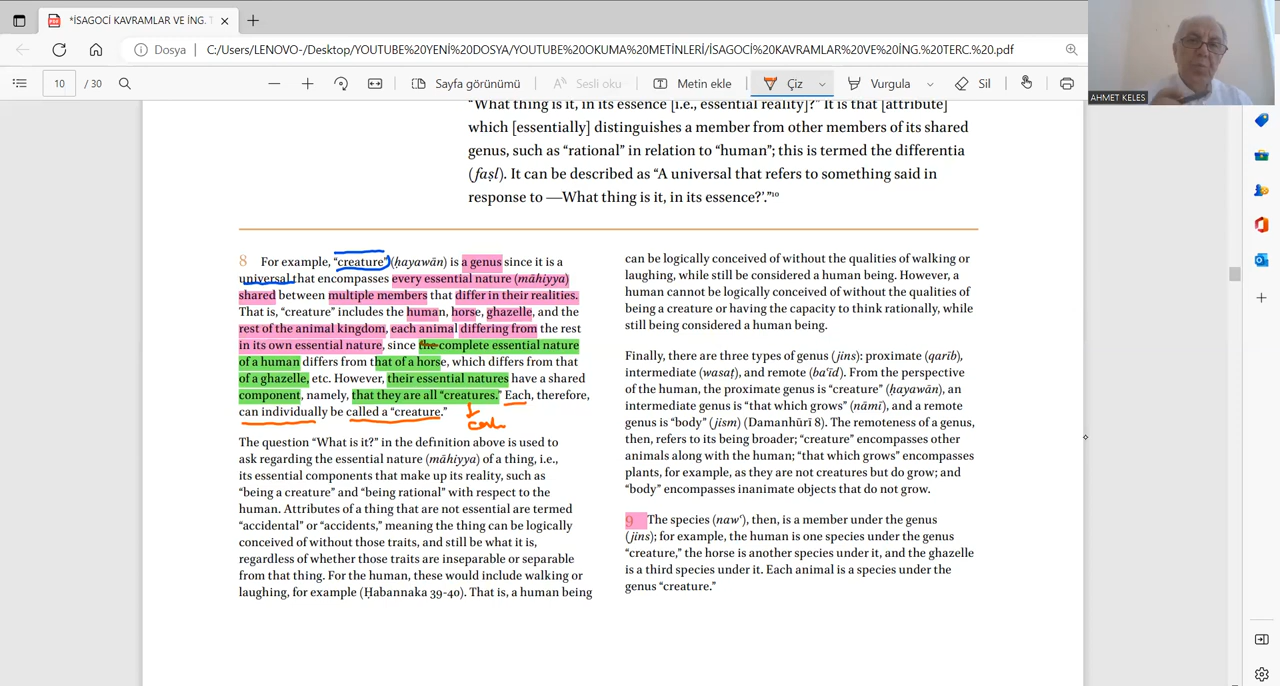 *İSAGOCİ KAVRAMLAR VE İNG. T
Dosya
C:/Users/LENOVO-/Desktop/YOUTUBE%20YENİ%20DOSYA/YOUTUBE%20OKUMA%20METİNLERİ/İSAGOCİ%20KAVRAMLAR%20VE%20İNG.%20TERC.%20.pdf
10 / 30
Sayfa görünümü
Sesli oku
Metin ekle
Çiz
Vurgula
Sil
AHMET KELES
"What thing is it, in its essence [i.e., essential reality]?" It is that [attribute]
which [essentially] distinguishes a member from other members of its shared
genus, such as "rational" in relation to "human"; this is termed the differentia
(faṣl). It can be described as "A universal that refers to something said in
response to —What thing is it, in its essence?'."¹⁰
8 For example, "creature" (ḥayawān) is a genus since it is a
universal that encompasses every essential nature (māhiyya)
shared between multiple members that differ in their realities.
That is, "creature" includes the human, horse, ghazelle, and the
rest of the animal kingdom, each animal differing from the rest
in its own essential nature, since the complete essential nature
of a human differs from that of a horse, which differs from that
of a ghazelle, etc. However, their essential natures have a shared
component, namely, that they are all "creatures." Each, therefore,
can individually be called a "creature."
The question "What is it?" in the definition above is used to
ask regarding the essential nature (māhiyya) of a thing, i.e.,
its essential components that make up its reality, such as
"being a creature" and "being rational" with respect to the
human. Attributes of a thing that are not essential are termed
"accidental" or "accidents," meaning the thing can be logically
conceived of without those traits, and still be what it is,
regardless of whether those traits are inseparable or separable
from that thing. For the human, these would include walking or
laughing, for example (Ḥabannaka 39-40). That is, a human being
can be logically conceived of without the qualities of walking or
laughing, while still be considered a human being. However, a
human cannot be logically conceived of without the qualities of
being a creature or having the capacity to think rationally, while
still being considered a human being.
Finally, there are three types of genus (jins): proximate (qarīb),
intermediate (wasaṭ), and remote (ba'īd). From the perspective
of the human, the proximate genus is "creature" (ḥayawān), an
intermediate genus is "that which grows" (nāmī), and a remote
genus is "body" (jism) (Damanhūrī 8). The remoteness of a genus,
then, refers to its being broader; "creature" encompasses other
animals along with the human; "that which grows" encompasses
plants, for example, as they are not creatures but do grow; and
"body" encompasses inanimate objects that do not grow.
9 The species (naw'), then, is a member under the genus
(jins); for example, the human is one species under the genus
"creature," the horse is another species under it, and the ghazelle
is a third species under it. Each animal is a species under the
genus "creature."